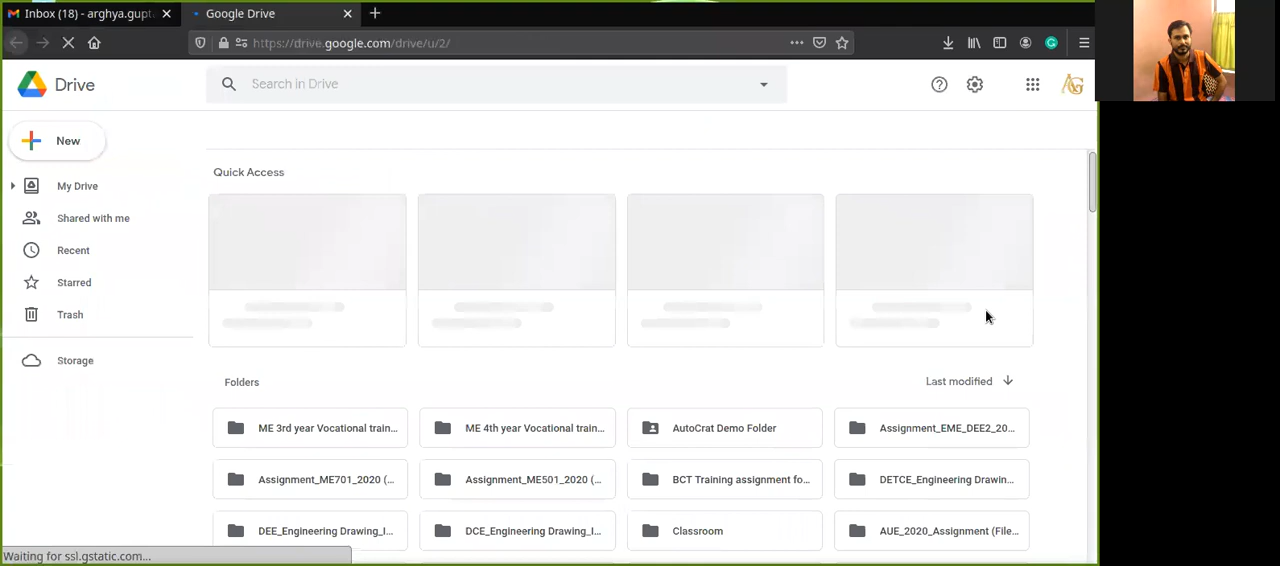 Inbox (18) - arghya.gupt
Google Drive
https://drive.google.com/drive/u/2/
Drive
Search in Drive
AG
New
Quick Access
My Drive
Shared with me
Recent
Starred
Trash
Storage
Folders
Last modified
ME 3rd year Vocational train...
ME 4th year Vocational train...
AutoCrat Demo Folder
Assignment_EME_DEE2_20...
Assignment_ME701_2020 (...
Assignment_ME501_2020 (...
BCT Training assignment fo...
DETCE_Engineering Drawin...
DEE_Engineering Drawing_I...
DCE_Engineering Drawing_I...
Classroom
AUE_2020_Assignment (File...
Waiting for ssl.gstatic.com...